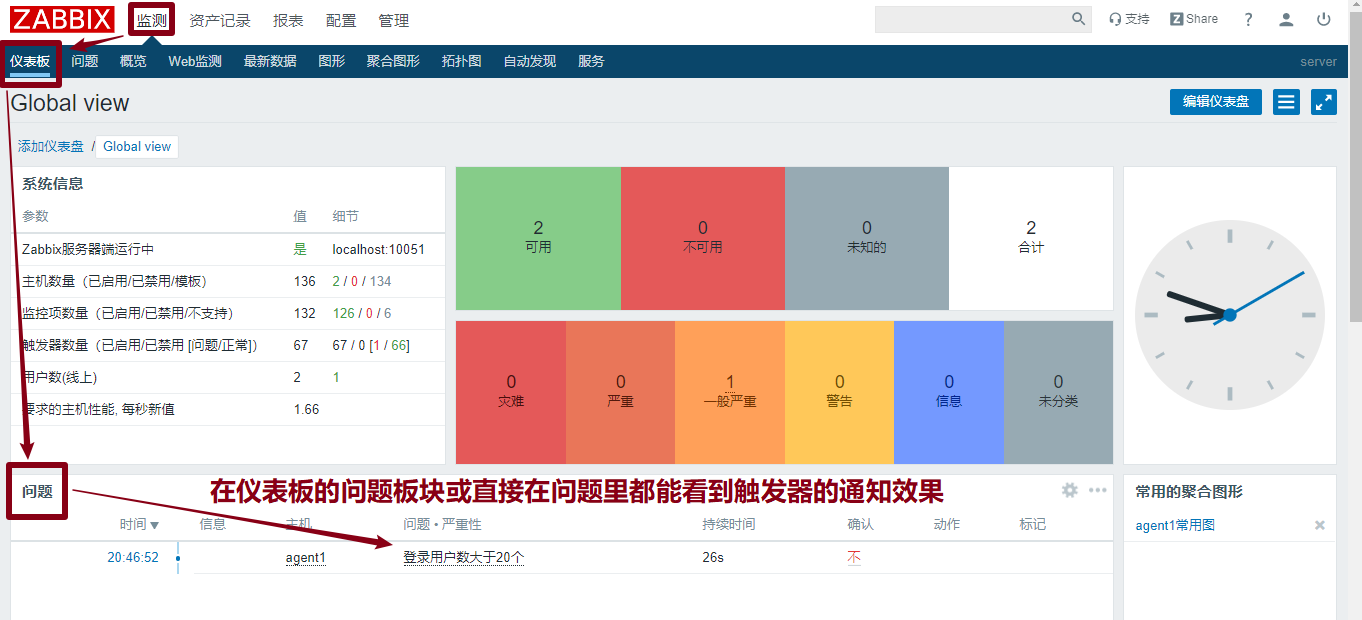 ZABBIX 监测 资产记录 报表 配置 管理 支持 Z Share ?
仪表板 问题 概览 Web监测 最新数据 图形 聚合图形 拓扑图 自动发现 服务 server
Global view 编辑仪表盘
添加仪表盘 / Global view
系统信息
参数 值 细节
Zabbix服务器端运行中 是 localhost:10051
主机数量（已启用/已禁用/模板） 136 2 / 0 / 134
监控项数量（已启用/已禁用/不支持） 132 126 / 0 / 6
触发器数量（已启用/已禁用 [问题/正常]） 67 67 / 0 [1 / 66]
用户数(线上) 2 1
要求的主机性能, 每秒新值 1.66
2 0 0 2
可用 不可用 未知的 合计
0 0 1 0 0 0
灾难 严重 一般严重 警告 信息 未分类
问题
在仪表板的问题板块或直接在问题里都能看到触发器的通知效果
时间▼ 信息 主机 问题 • 严重性 持续时间 确认 动作 标记
20:46:52 agent1 登录用户数大于20个 26s 不
常用的聚合图形
agent1常用图